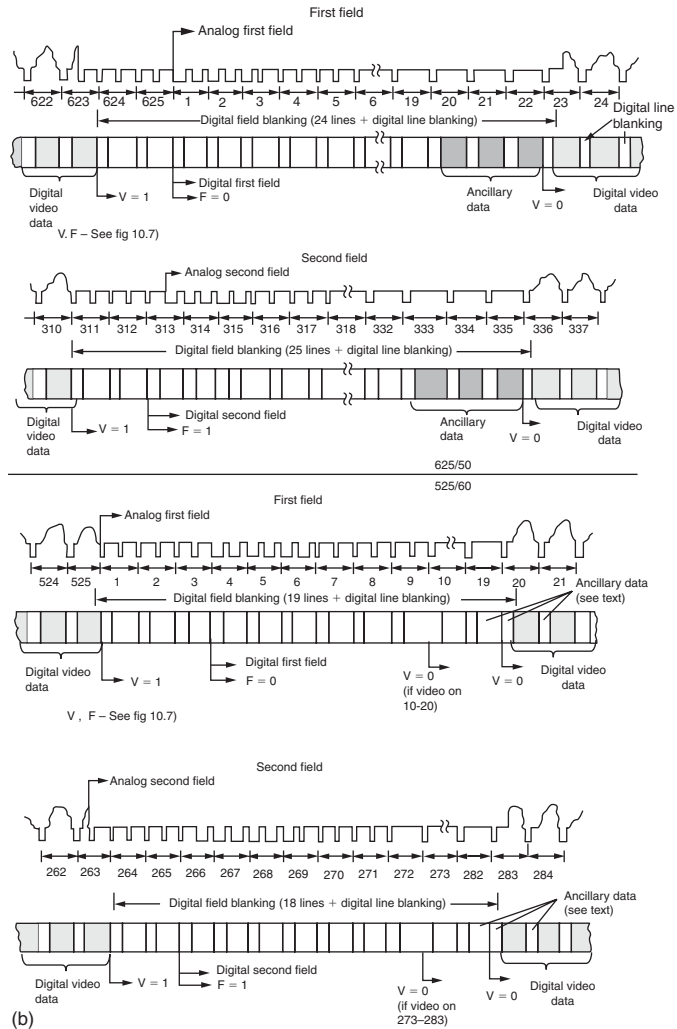 First field
Analog first field
622 623 624 625 1 2 3 4 5 6 19 20 21 22 23 24
Digital field blanking (24 lines + digital line blanking)
Digital line
blanking
Digital
video
data
V = 1
Digital first field
F = 0
Ancillary
data
V = 0
Digital video
data
V. F – See fig 10.7)
Second field
Analog second field
310 311 312 313 314 315 316 317 318 332 333 334 335 336 337
Digital field blanking (25 lines + digital line blanking)
Digital
video
data
V = 1
Digital second field
F = 1
Ancillary
data
V = 0
Digital video
data
625/50
525/60
First field
Analog first field
524 525 1 2 3 4 5 6 7 8 9 10 19 20 21
Digital field blanking (19 lines + digital line blanking)
Ancillary data
(see text)
Digital video
data
V = 1
Digital first field
F = 0
V = 0
(if video on
10-20)
V = 0
Digital video
data
V , F – See fig 10.7)
Second field
Analog second field
262 263 264 265 266 267 268 269 270 271 272 273 282 283 284
Digital field blanking (18 lines + digital line blanking)
Ancillary data
(see text)
Digital video
data
V = 1
Digital second field
F = 1
V = 0
(if video on
273–283)
V = 0
Digital video
data
(b)